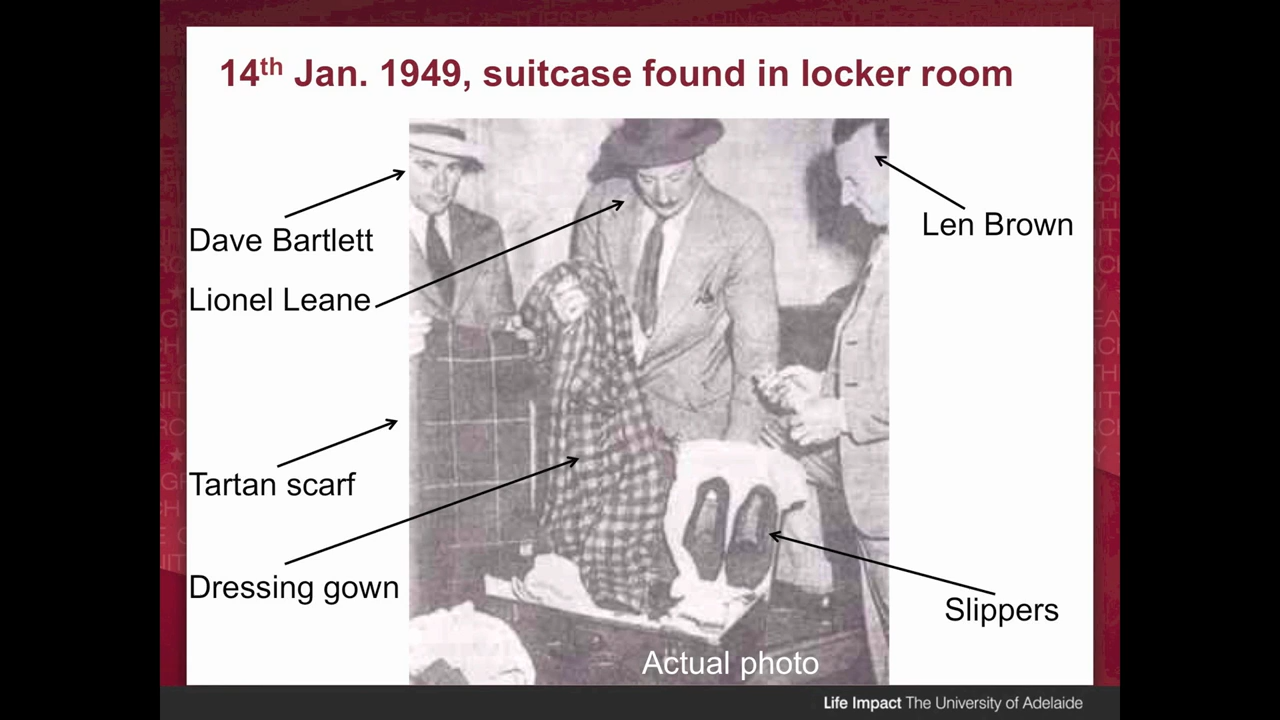 14th Jan. 1949, suitcase found in locker room
Dave Bartlett
Len Brown
Lionel Leane
Tartan scarf
Dressing gown
Slippers
Actual photo
Life Impact The University of Adelaide